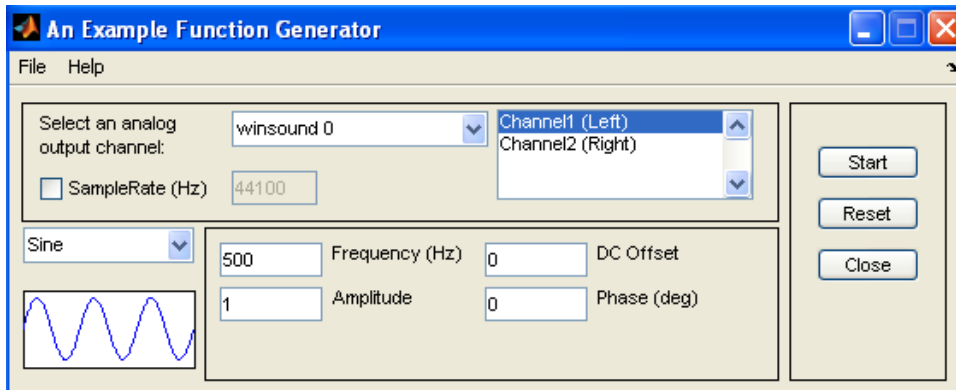 An Example Function Generator
File Help
Select an analog
output channel:
winsound 0
Channel1 (Left)
Channel2 (Right)
SampleRate (Hz)
44100
Start
Reset
Close
Sine
500
Frequency (Hz)
0
DC Offset
1
Amplitude
0
Phase (deg)